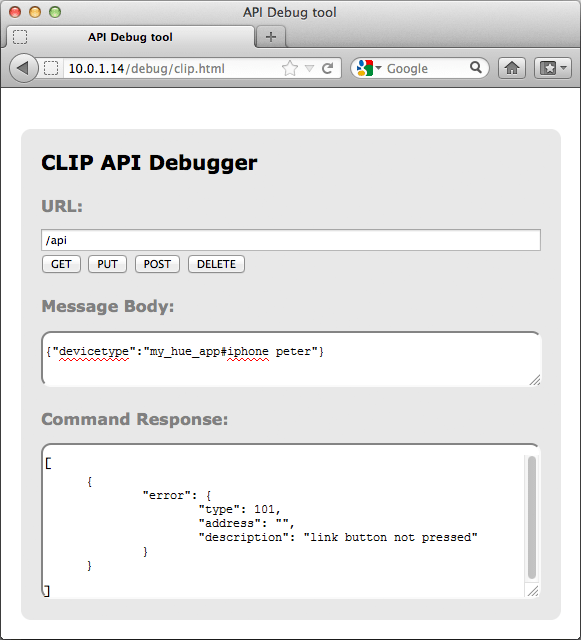 API Debug tool
API Debug tool
10.0.1.14/debug/clip.html
Google
CLIP API Debugger
URL:
/api
GET PUT POST DELETE
Message Body:
{"devicetype":"my_hue_app#iphone peter"}
Command Response:
[
{
"error": {
"type": 101,
"address": "",
"description": "link button not pressed"
}
}
]